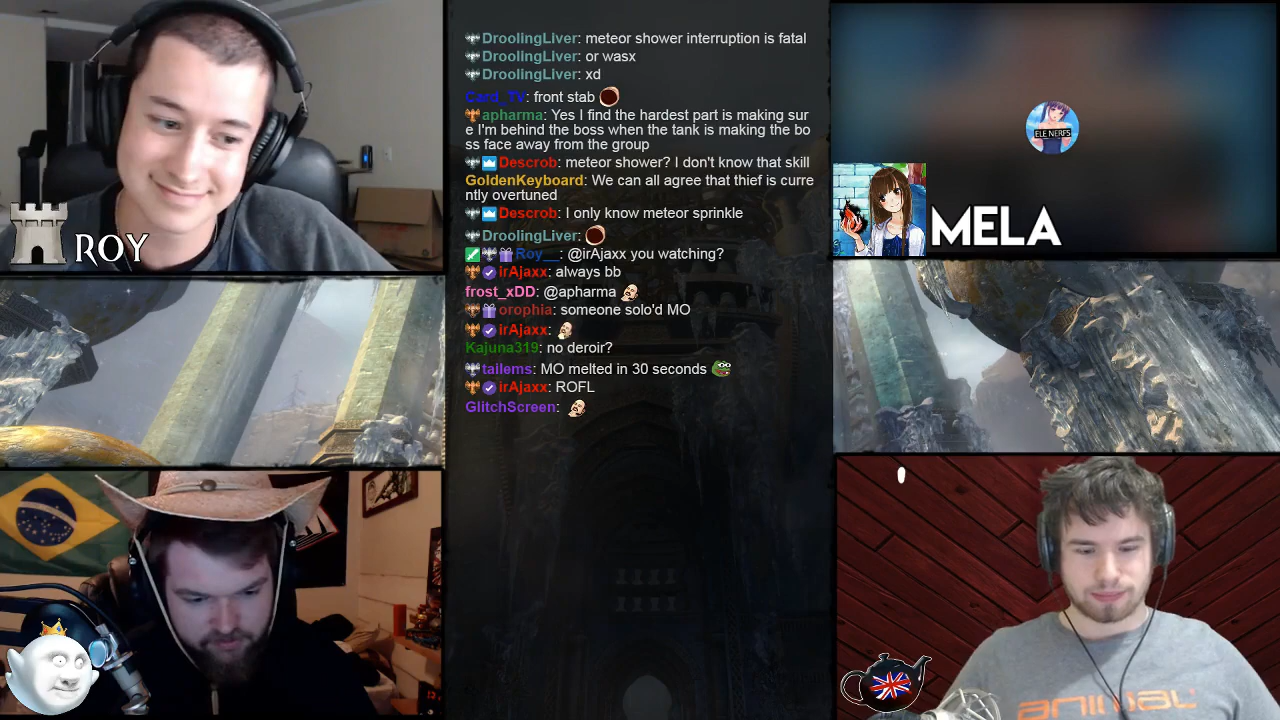 DroolingLiver: meteor shower interruption is fatal
DroolingLiver: or wasx
DroolingLiver: xd
Card_TV: front stab
apharma: Yes I find the hardest part is making sur
e I'm behind the boss when the tank is making the bo
ss face away from the group
Descrob: meteor shower? I don't know that skill
GoldenKeyboard: We can all agree that thief is curre
ntly overtuned
Descrob: I only know meteor sprinkle
DroolingLiver:
Roy__: @irAjaxx you watching?
irAjaxx: always bb
frost_xDD: @apharma
orophia: someone solo'd MO
irAjaxx:
Kajuna319: no deroir?
tailems: MO melted in 30 seconds
irAjaxx: ROFL
GlitchScreen:
ROY
ELE NERFS
MELA
ANIMAL